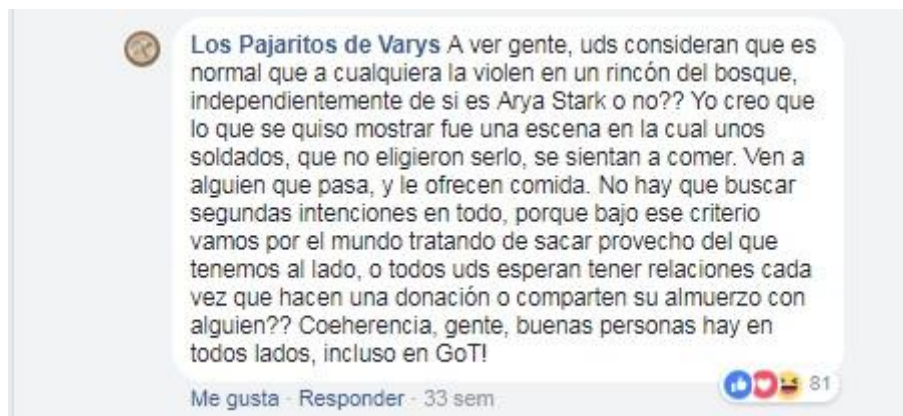 Los Pajaritos de Varys A ver gente, uds consideran que es
normal que a cualquiera la violen en un rincón del bosque,
independientemente de si es Arya Stark o no?? Yo creo que
lo que se quiso mostrar fue una escena en la cual unos
soldados, que no eligieron serlo, se sientan a comer. Ven a
alguien que pasa, y le ofrecen comida. No hay que buscar
segundas intenciones en todo, porque bajo ese criterio
vamos por el mundo tratando de sacar provecho del que
tenemos al lado, o todos uds esperan tener relaciones cada
vez que hacen una donación o comparten su almuerzo con
alguien?? Coeherencia, gente, buenas personas hay en
todos lados, incluso en GoT!
81
Me gusta · Responder · 33 sem